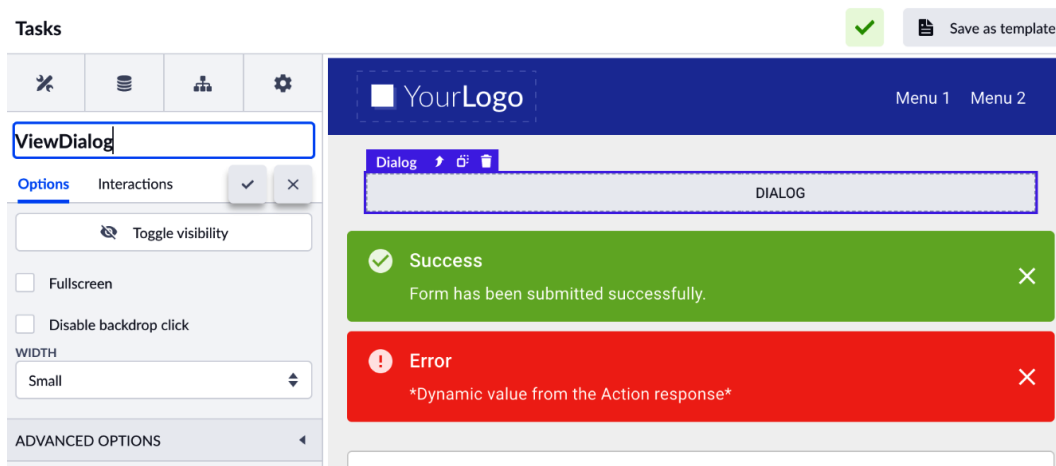 Tasks
Save as template
YourLogo
Menu 1 Menu 2
ViewDialog
Options Interactions
Toggle visibility
Fullscreen
Disable backdrop click
WIDTH
Small
ADVANCED OPTIONS
Dialog
DIALOG
Success
Form has been submitted successfully.
Error
*Dynamic value from the Action response*